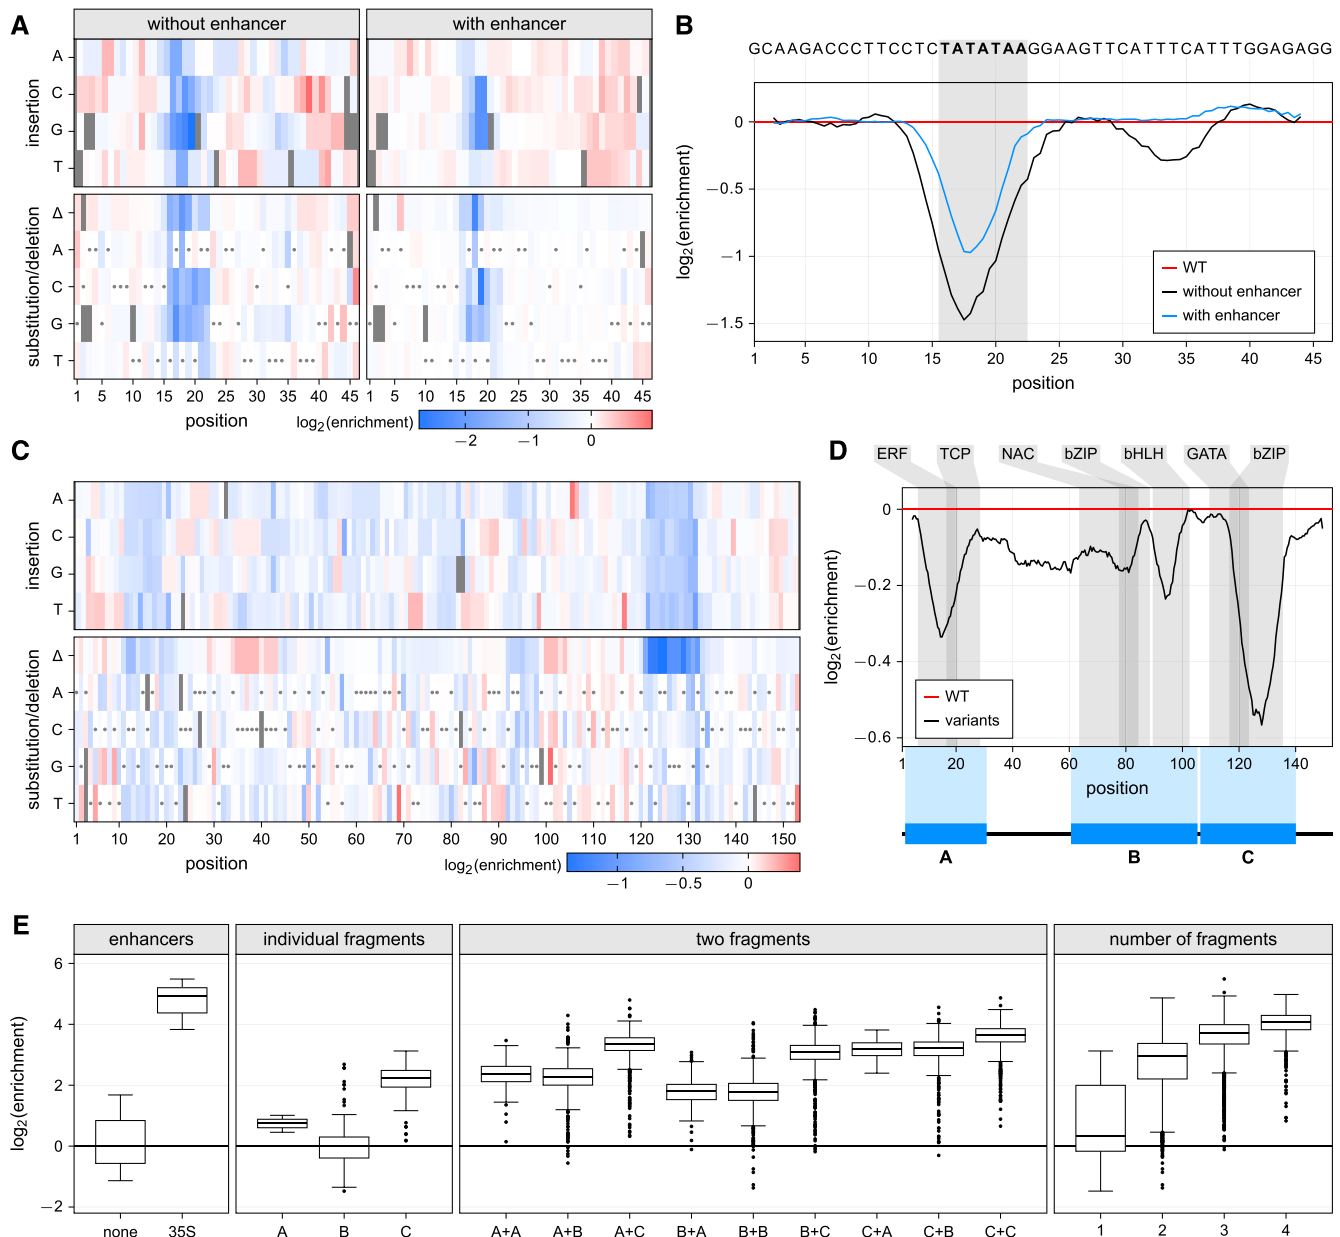 A
without enhancer
with enhancer
insertion
A
C
G
T
substitution/deletion
Δ
A
C
G
T
1 5 10 15 20 25 30 35 40 45
1 5 10 15 20 25 30 35 40 45
position
log2(enrichment)
−2 −1 0
B
GCAAGACCCTTCCTCTATATAAGGAAGTTCATTTCATTTGGAGAGG
log2(enrichment)
0
−0.5
−1
−1.5
1 5 10 15 20 25 30 35 40 45
position
WT
without enhancer
with enhancer
C
insertion
A
C
G
T
substitution/deletion
Δ
A
C
G
T
1 10 20 30 40 50 60 70 80 90 100 110 120 130 140 150
position
log2(enrichment)
−1 −0.5 0
D
ERF TCP NAC bZIP bHLH GATA bZIP
log2(enrichment)
0
−0.2
−0.4
−0.6
WT
variants
1 20 40 60 80 100 120 140
position
A B C
E
enhancers
individual fragments
two fragments
number of fragments
log2(enrichment)
6
4
2
0
−2
none 35S
A B C
A+A A+B A+C B+A B+B B+C C+A C+B C+C
1 2 3 4